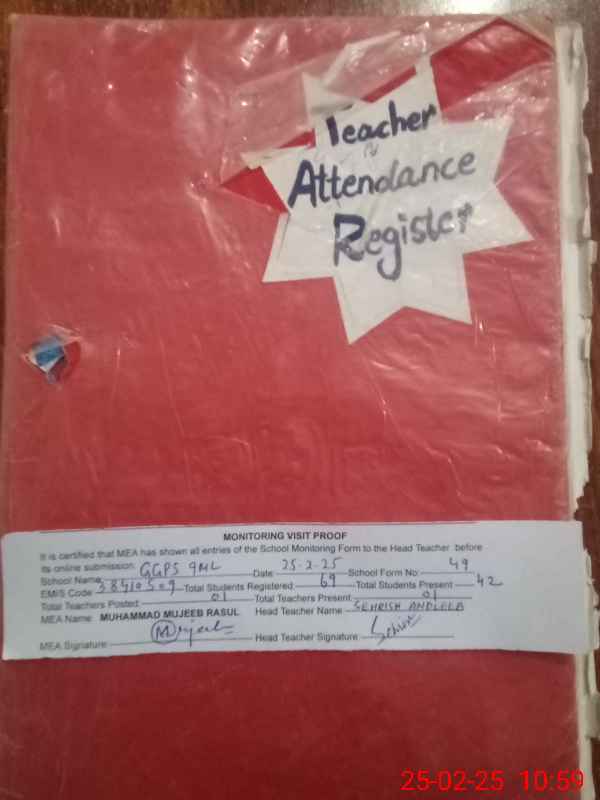 Teacher
Attendance
Register
MONITORING VISIT PROOF
It is certified that MEA has shown all entries of the School Monitoring Form to the Head Teacher before
its online submission.
School Name GGPS 9ML Date 25-2-25 School Form No: 49
EMIS Code 38410509 Total Students Registered 69 Total Students Present 42
Total Teachers Posted: 01 Total Teachers Present 01
MEA Name: MUHAMMAD MUJEEB RASUL Head Teacher Name SEHRISH ANDLEEB
MEA Signature: Mujeeb Head Teacher Signature:
25-02-25 10:59